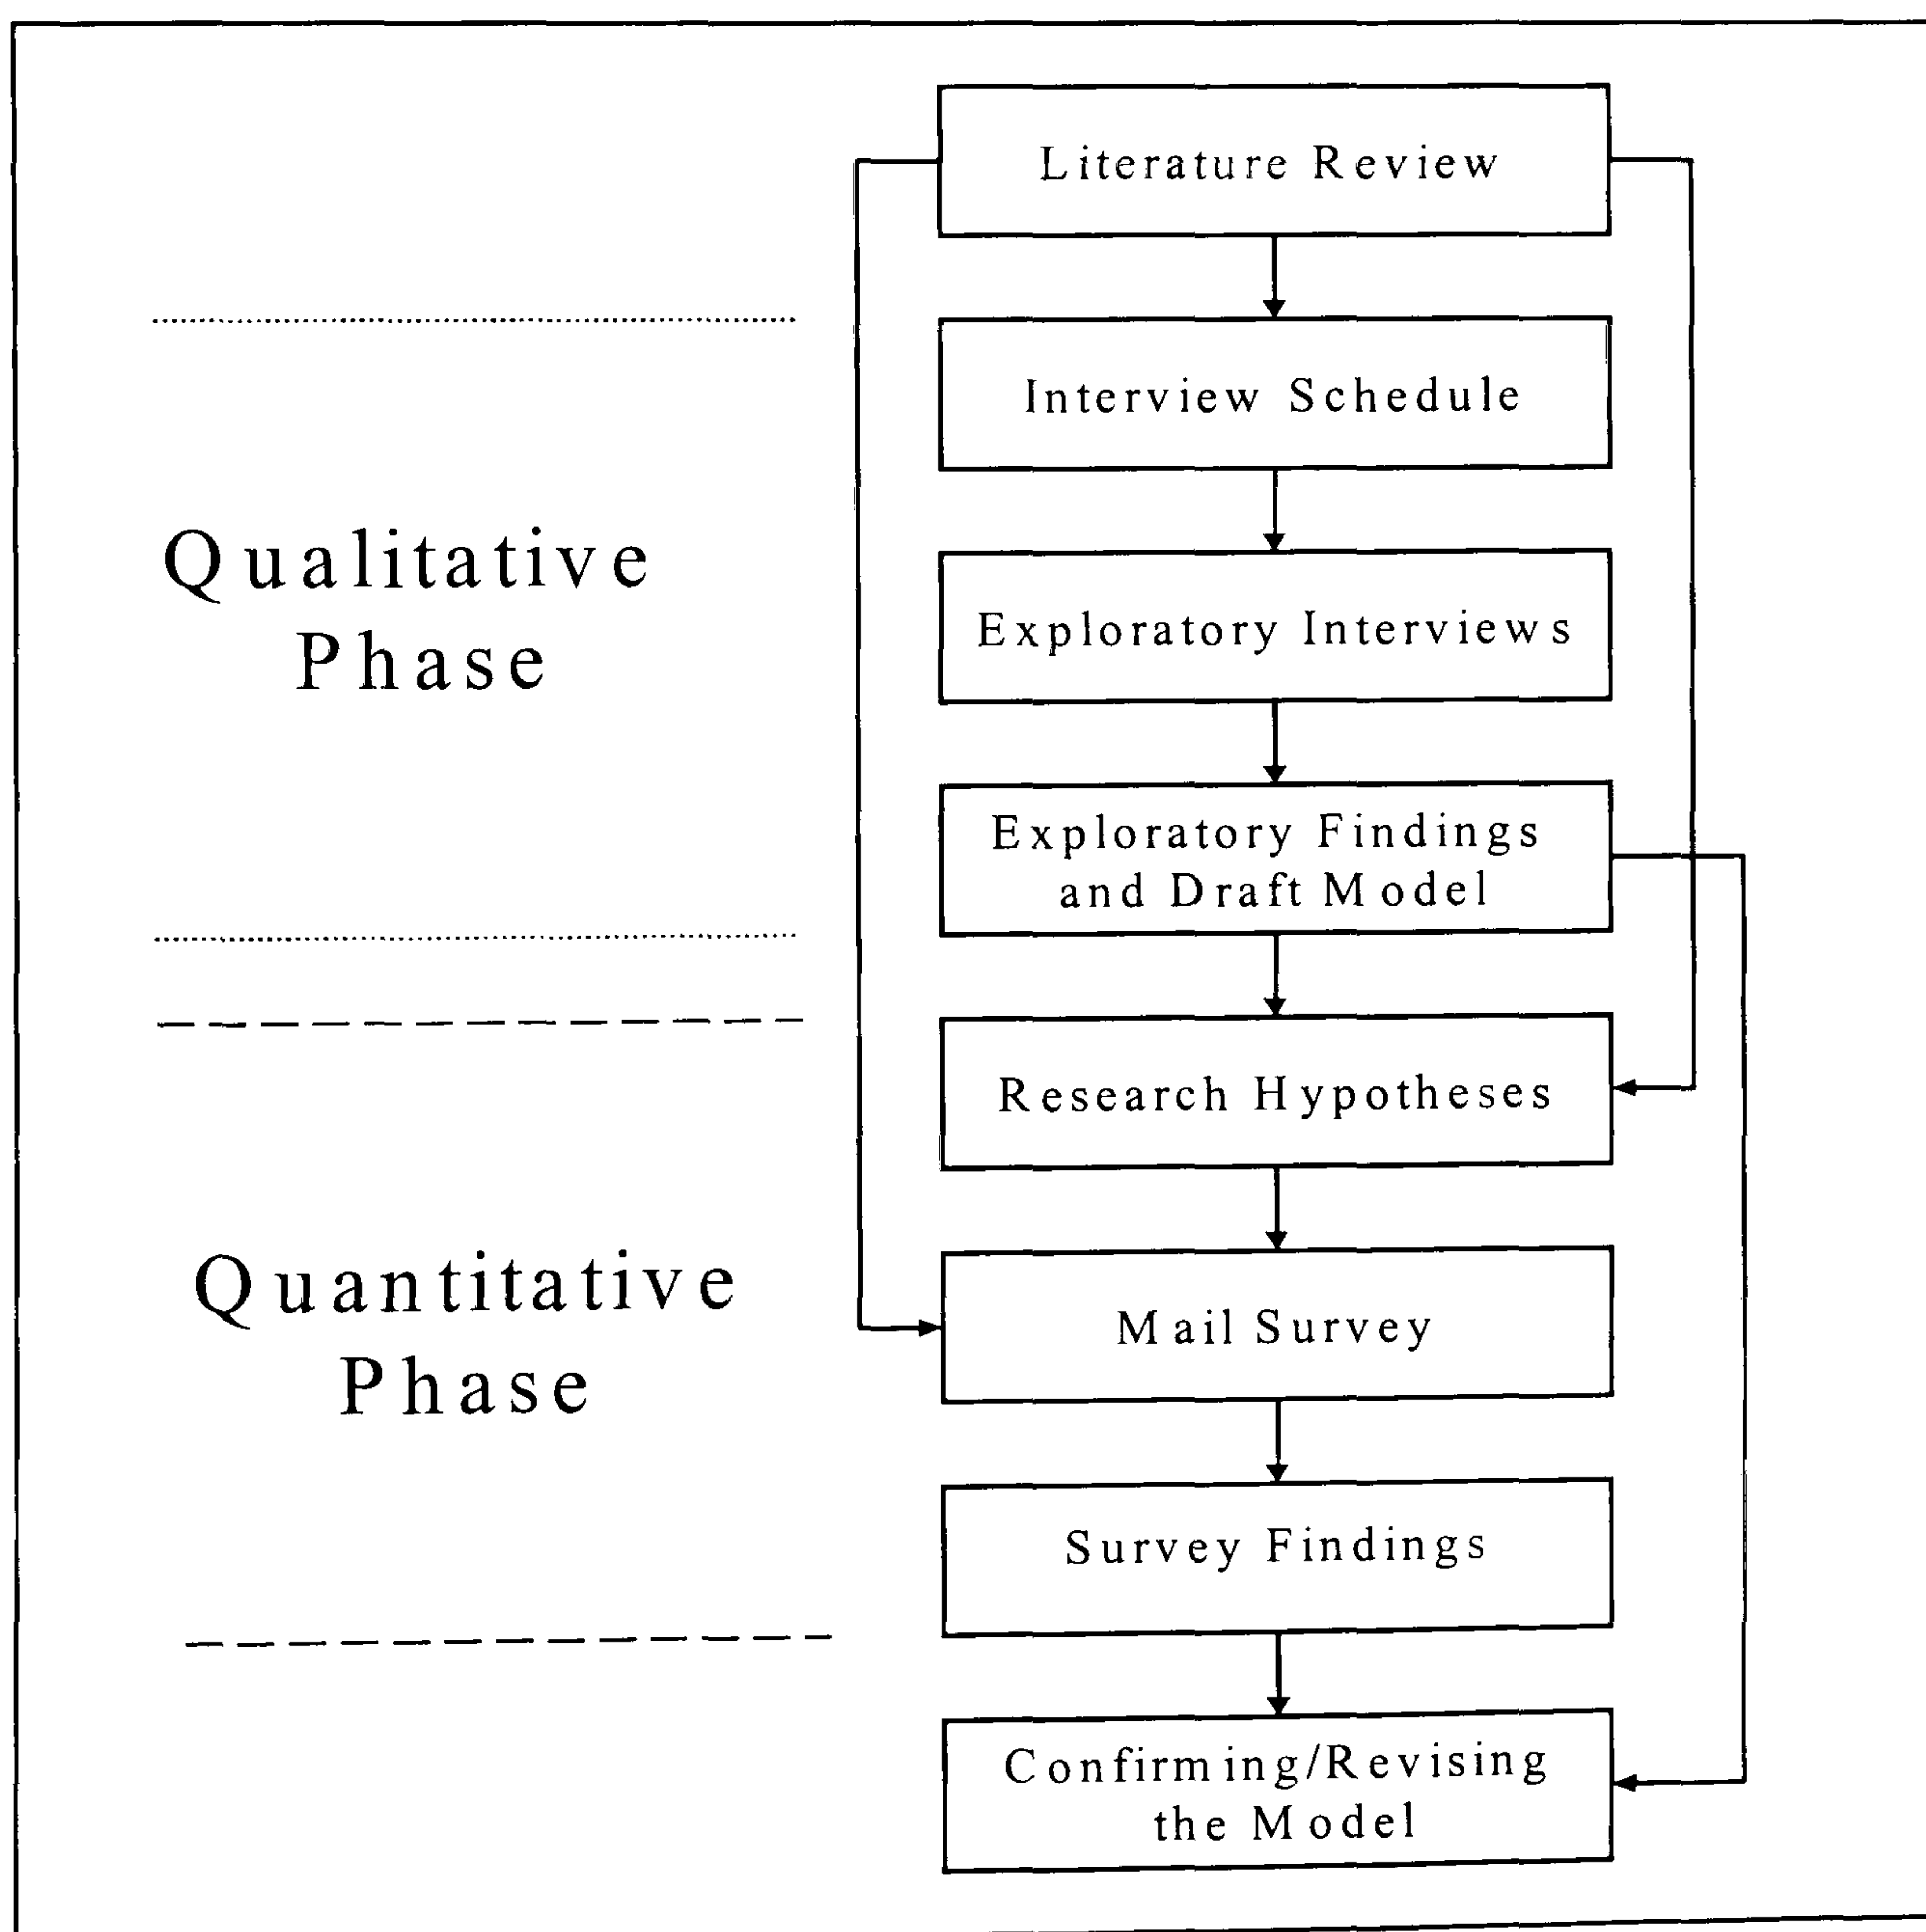 Literature Review
Interview Schedule
Qualitative
Phase
Exploratory Interviews
Exploratory Findings
and Draft Model
Research Hypotheses
Quantitative
Phase
Mail Survey
Survey Findings
Confirming/Revising
the Model